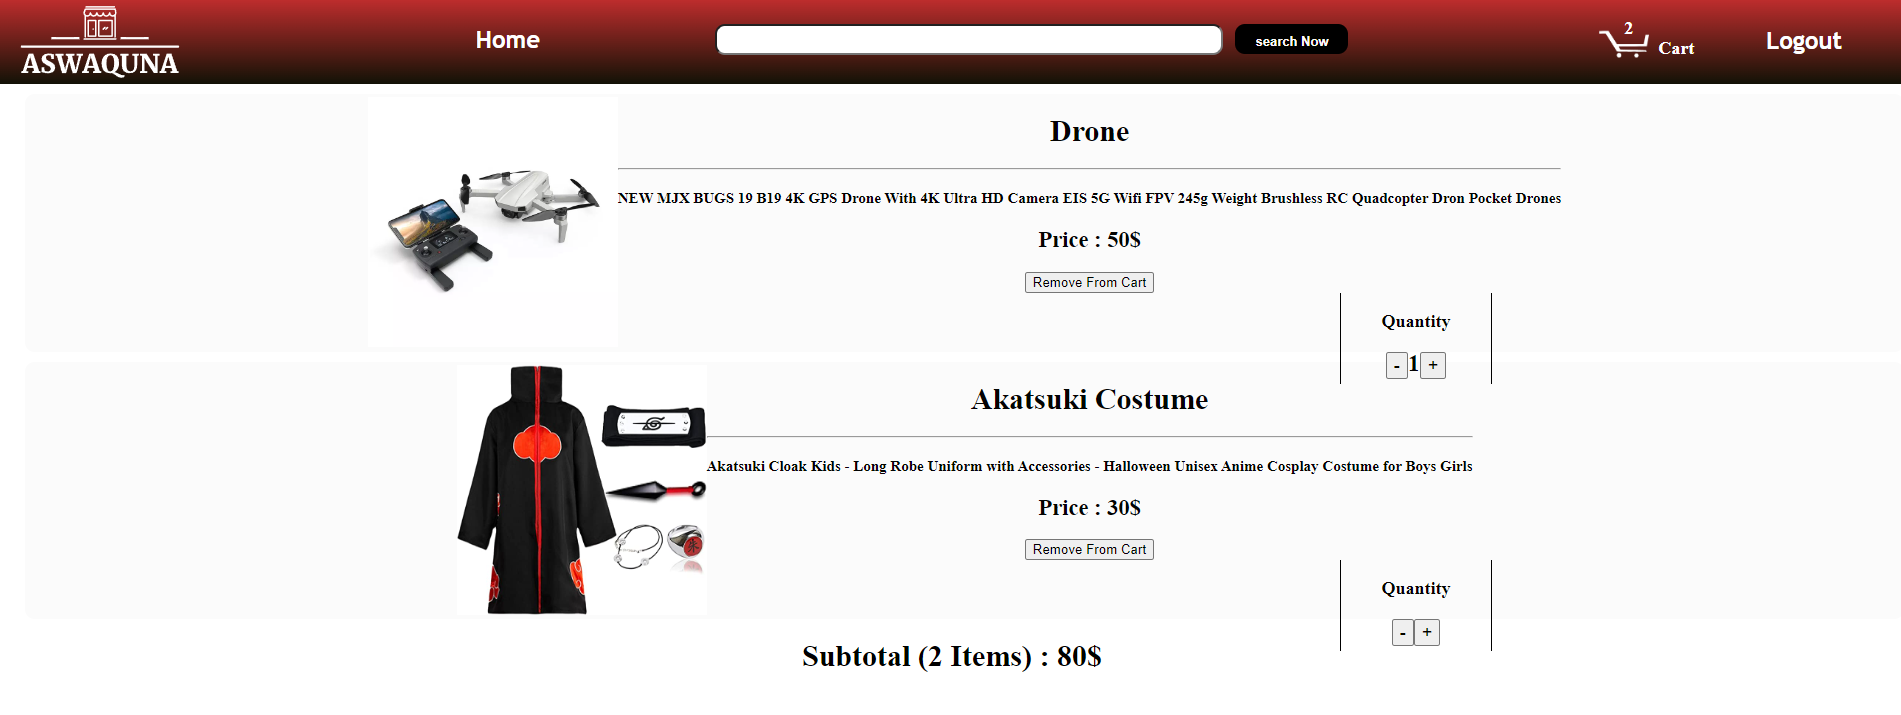 ASWAQUNA
Home
search Now
2
Cart
Logout
Drone
NEW MJX BUGS 19 B19 4K GPS Drone With 4K Ultra HD Camera EIS 5G Wifi FPV 245g Weight Brushless RC Quadcopter Dron Pocket Drones
Price : 50$
Remove From Cart
Quantity
- 1 +
Akatsuki Costume
Akatsuki Cloak Kids - Long Robe Uniform with Accessories - Halloween Unisex Anime Cosplay Costume for Boys Girls
Price : 30$
Remove From Cart
Quantity
- +
Subtotal (2 Items) : 80$